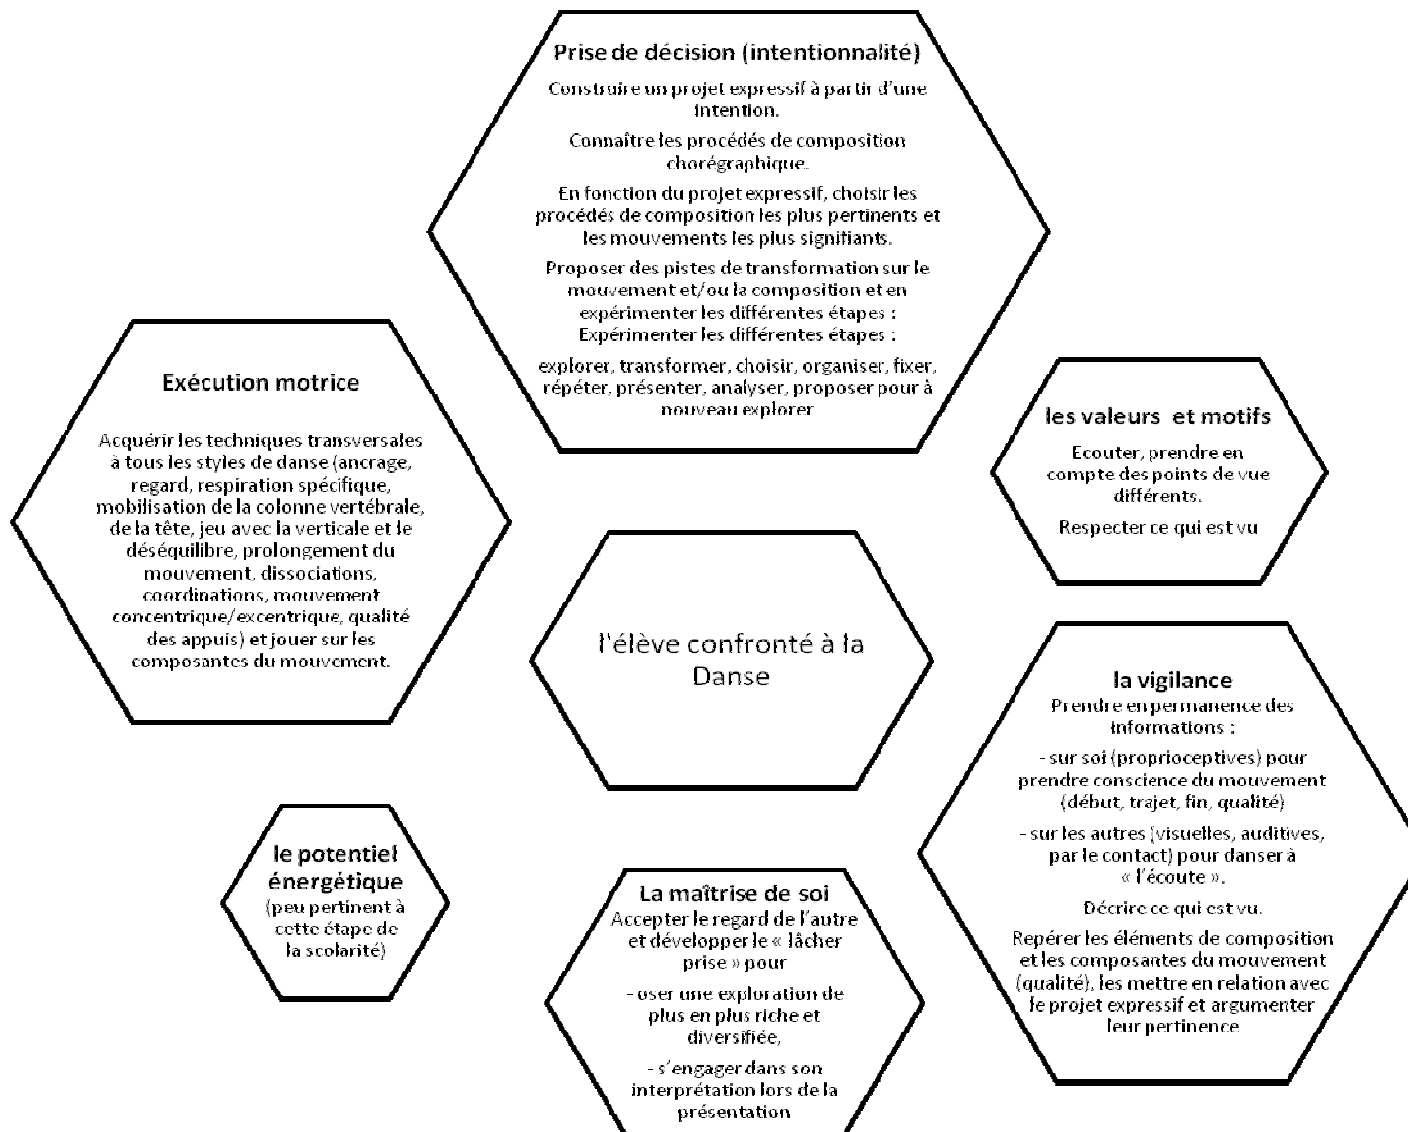 Prise de décision (intentionnalité)
Construire un projet expressif à partir d'une
intention.
Connaître les procédés de composition
chorégraphique.
En fonction du projet expressif, choisir les
procédés de composition les plus pertinents et
les mouvements les plus signifiants.
Proposer des pistes de transformation sur le
mouvement et/ou la composition et en
expérimenter les différentes étapes :
Expérimenter les différentes étapes :
explorer, transformer, choisir, organiser, fixer,
répéter, présenter, analyser, proposer pour à
nouveau explorer
Exécution motrice
Acquérir les techniques transversales
à tous les styles de danse (ancrage,
regard, respiration spécifique,
mobilisation de la colonne vertébrale,
de la tête, jeu avec la verticale et le
déséquilibre, prolongement du
mouvement, dissociations,
coordinations, mouvement
concentrique/excentrique, qualité
des appuis) et jouer sur les
composantes du mouvement.
les valeurs et motifs
Ecouter, prendre en
compte des points de vue
différents.
Respecter ce qui est vu
l'élève confronté à la
Danse
la vigilance
Prendre en permanence des
informations :
- sur soi (proprioceptives) pour
prendre conscience du mouvement
(début, trajet, fin, qualité)
- sur les autres (visuelles, auditives,
par le contact) pour danser à
« l'écoute ».
Décrire ce qui est vu.
Repérer les éléments de composition
et les composantes du mouvement
(qualité), les mettre en relation avec
le projet expressif et argumenter
leur pertinence
le potentiel
énergétique
(peu pertinent à
cette étape de
la scolarité)
La maîtrise de soi
Accepter le regard de l'autre
et développer le « lâcher
prise » pour
- oser une exploration de
plus en plus riche et
diversifiée,
- s'engager dans son
interprétation lors de la
présentation